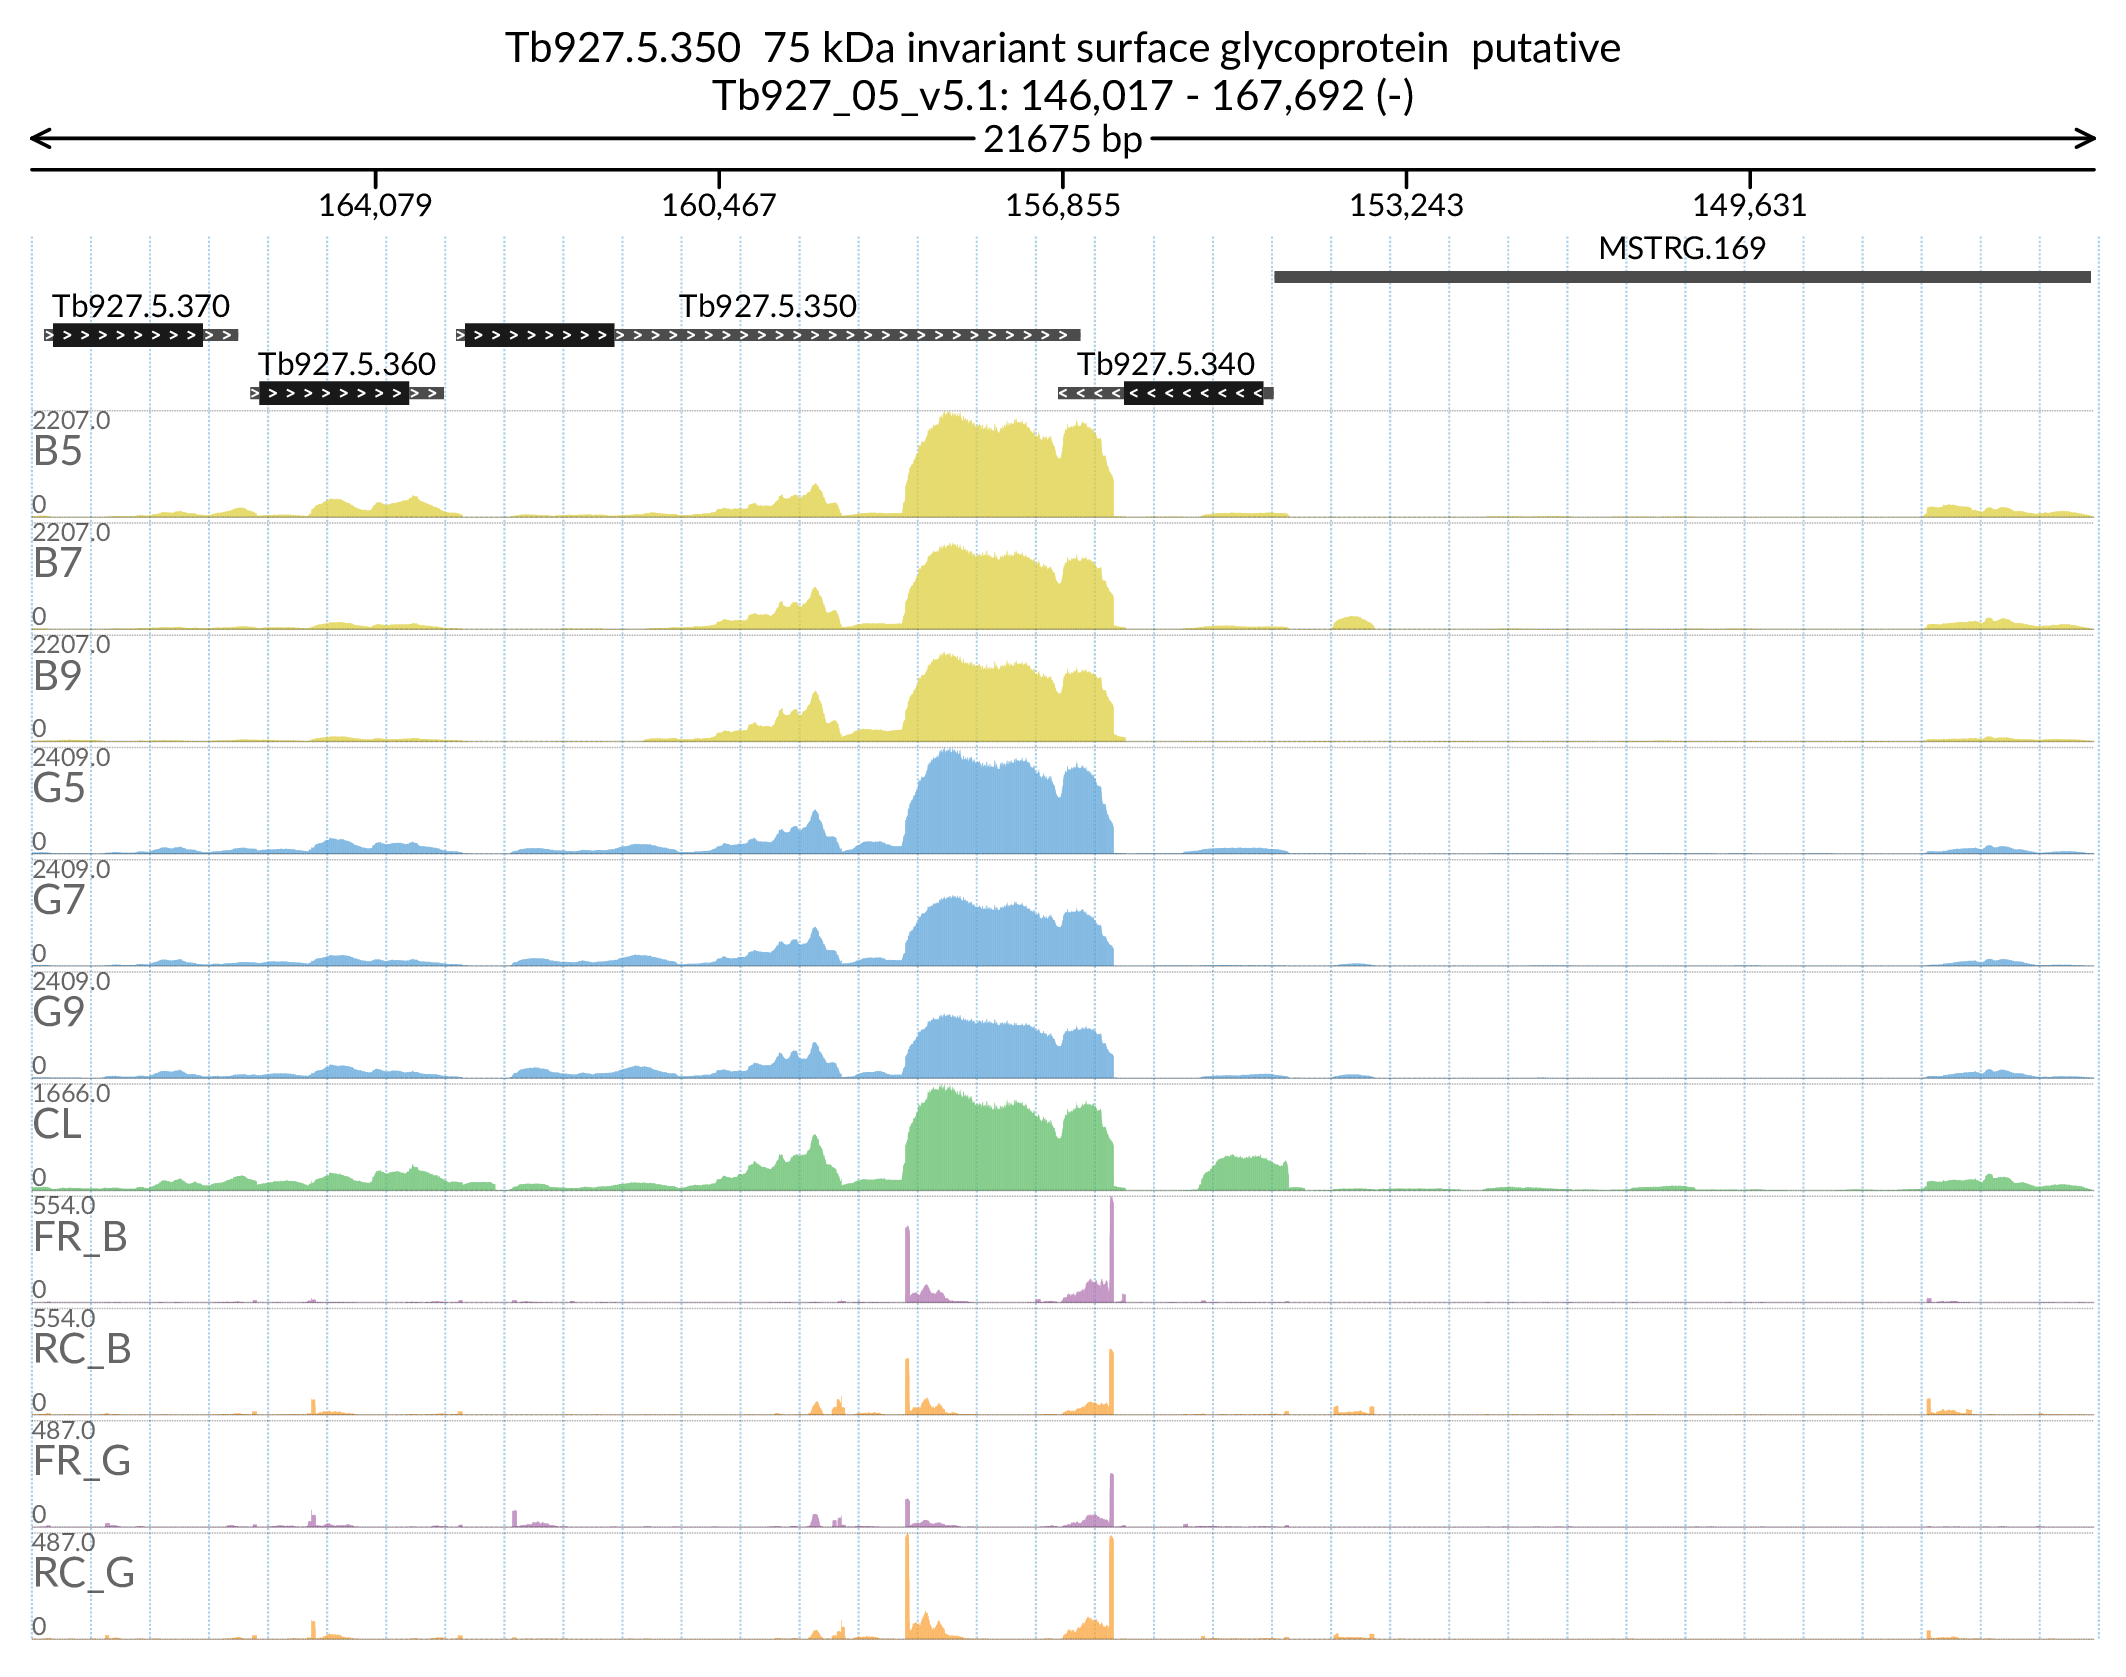 Tb927.5.350  75 kDa invariant surface glycoprotein  putative
Tb927_05_v5.1: 146,017 - 167,692 (-)
21675 bp
164,079 160,467 156,855 153,243 149,631
MSTRG.169
Tb927.5.370 Tb927.5.350
Tb927.5.360 Tb927.5.340
2207.0
B5
0
2207.0
B7
0
2207.0
B9
0
2409.0
G5
0
2409.0
G7
0
2409.0
G9
0
1666.0
CL
0
554.0
FR_B
0
554.0
RC_B
0
487.0
FR_G
0
487.0
RC_G
0